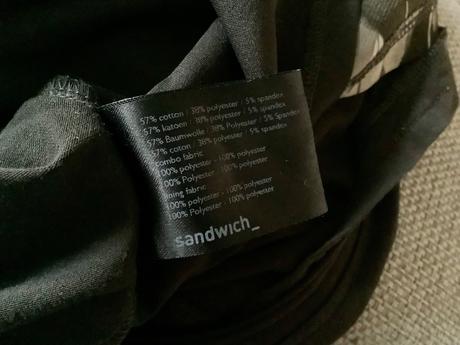 57% cotton / 38% polyester / 5% spandex
57% katoen / 38% polyester / 5% spandex
57% Baumwolle / 38% Polyester / 5% Spandex
57% coton / 38% polyester / 5% spandex
combo fabric
100% polyester - 100% polyester
100% Polyester - 100% polyester
ning fabric
100% polyester - 100% polyester
100% Polyester - 100% polyester
sandwich_